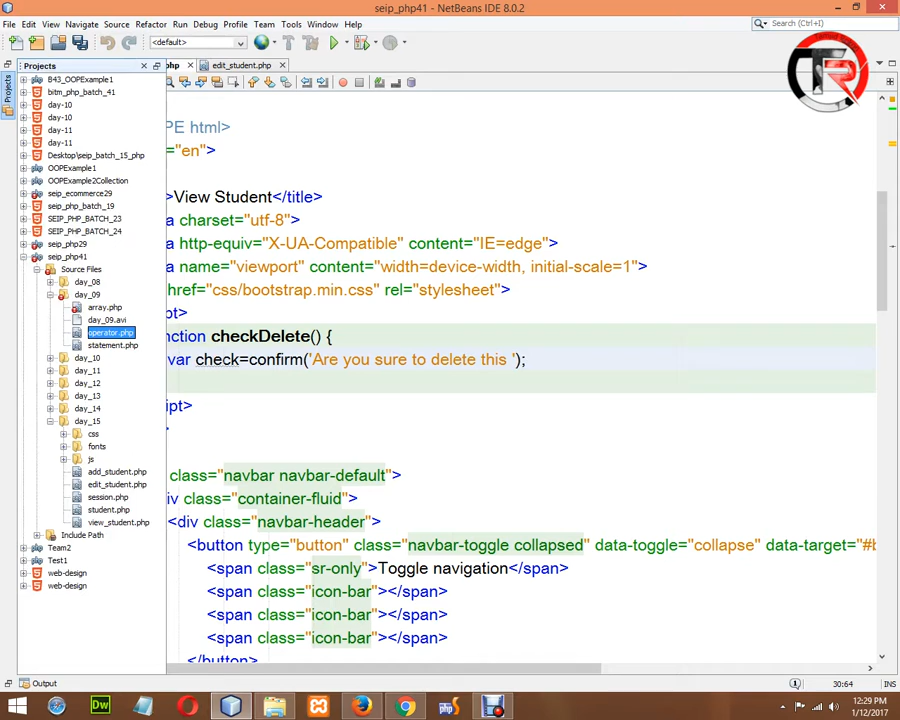 seip_php41 - NetBeans IDE 8.0.2
File Edit View Navigate Source Refactor Run Debug Profile Team Tools Window Help
Search (Ctrl+I)
<default>
Projects
Projects
php
edit_student.php
B43_OOPExample1
bitm_php_batch_41
day-10
day-10
day-11
day-11
Desktop\seip_batch_15_php
OOPExample1
OOPExample2Collection
seip_ecommerce29
seip_php_batch_19
SEIP_PHP_BATCH_23
SEIP_PHP_BATCH_24
seip_php29
seip_php41
Source Files
day_08
day_09
array.php
day_09.avi
operator.php
statement.php
day_10
day_11
day_12
day_13
day_14
day_15
css
fonts
js
add_student.php
edit_student.php
session.php
student.php
view_student.php
Include Path
Team2
Test1
web-design
web-design
PE html>
="en">
>View Student</title>
a charset="utf-8">
a http-equiv="X-UA-Compatible" content="IE=edge">
a name="viewport" content="width=device-width, initial-scale=1">
href="css/bootstrap.min.css" rel="stylesheet">
pt>
nction checkDelete() {
var check=confirm('Are you sure to delete this ');
ipt>
class="navbar navbar-default">
iv class="container-fluid">
<div class="navbar-header">
<button type="button" class="navbar-toggle collapsed" data-toggle="collapse" data-target="#b
<span class="sr-only">Toggle navigation</span>
<span class="icon-bar"></span>
<span class="icon-bar"></span>
<span class="icon-bar"></span>
</button>
Output
30:64 INS
Dw
12:29 PM
1/12/2017